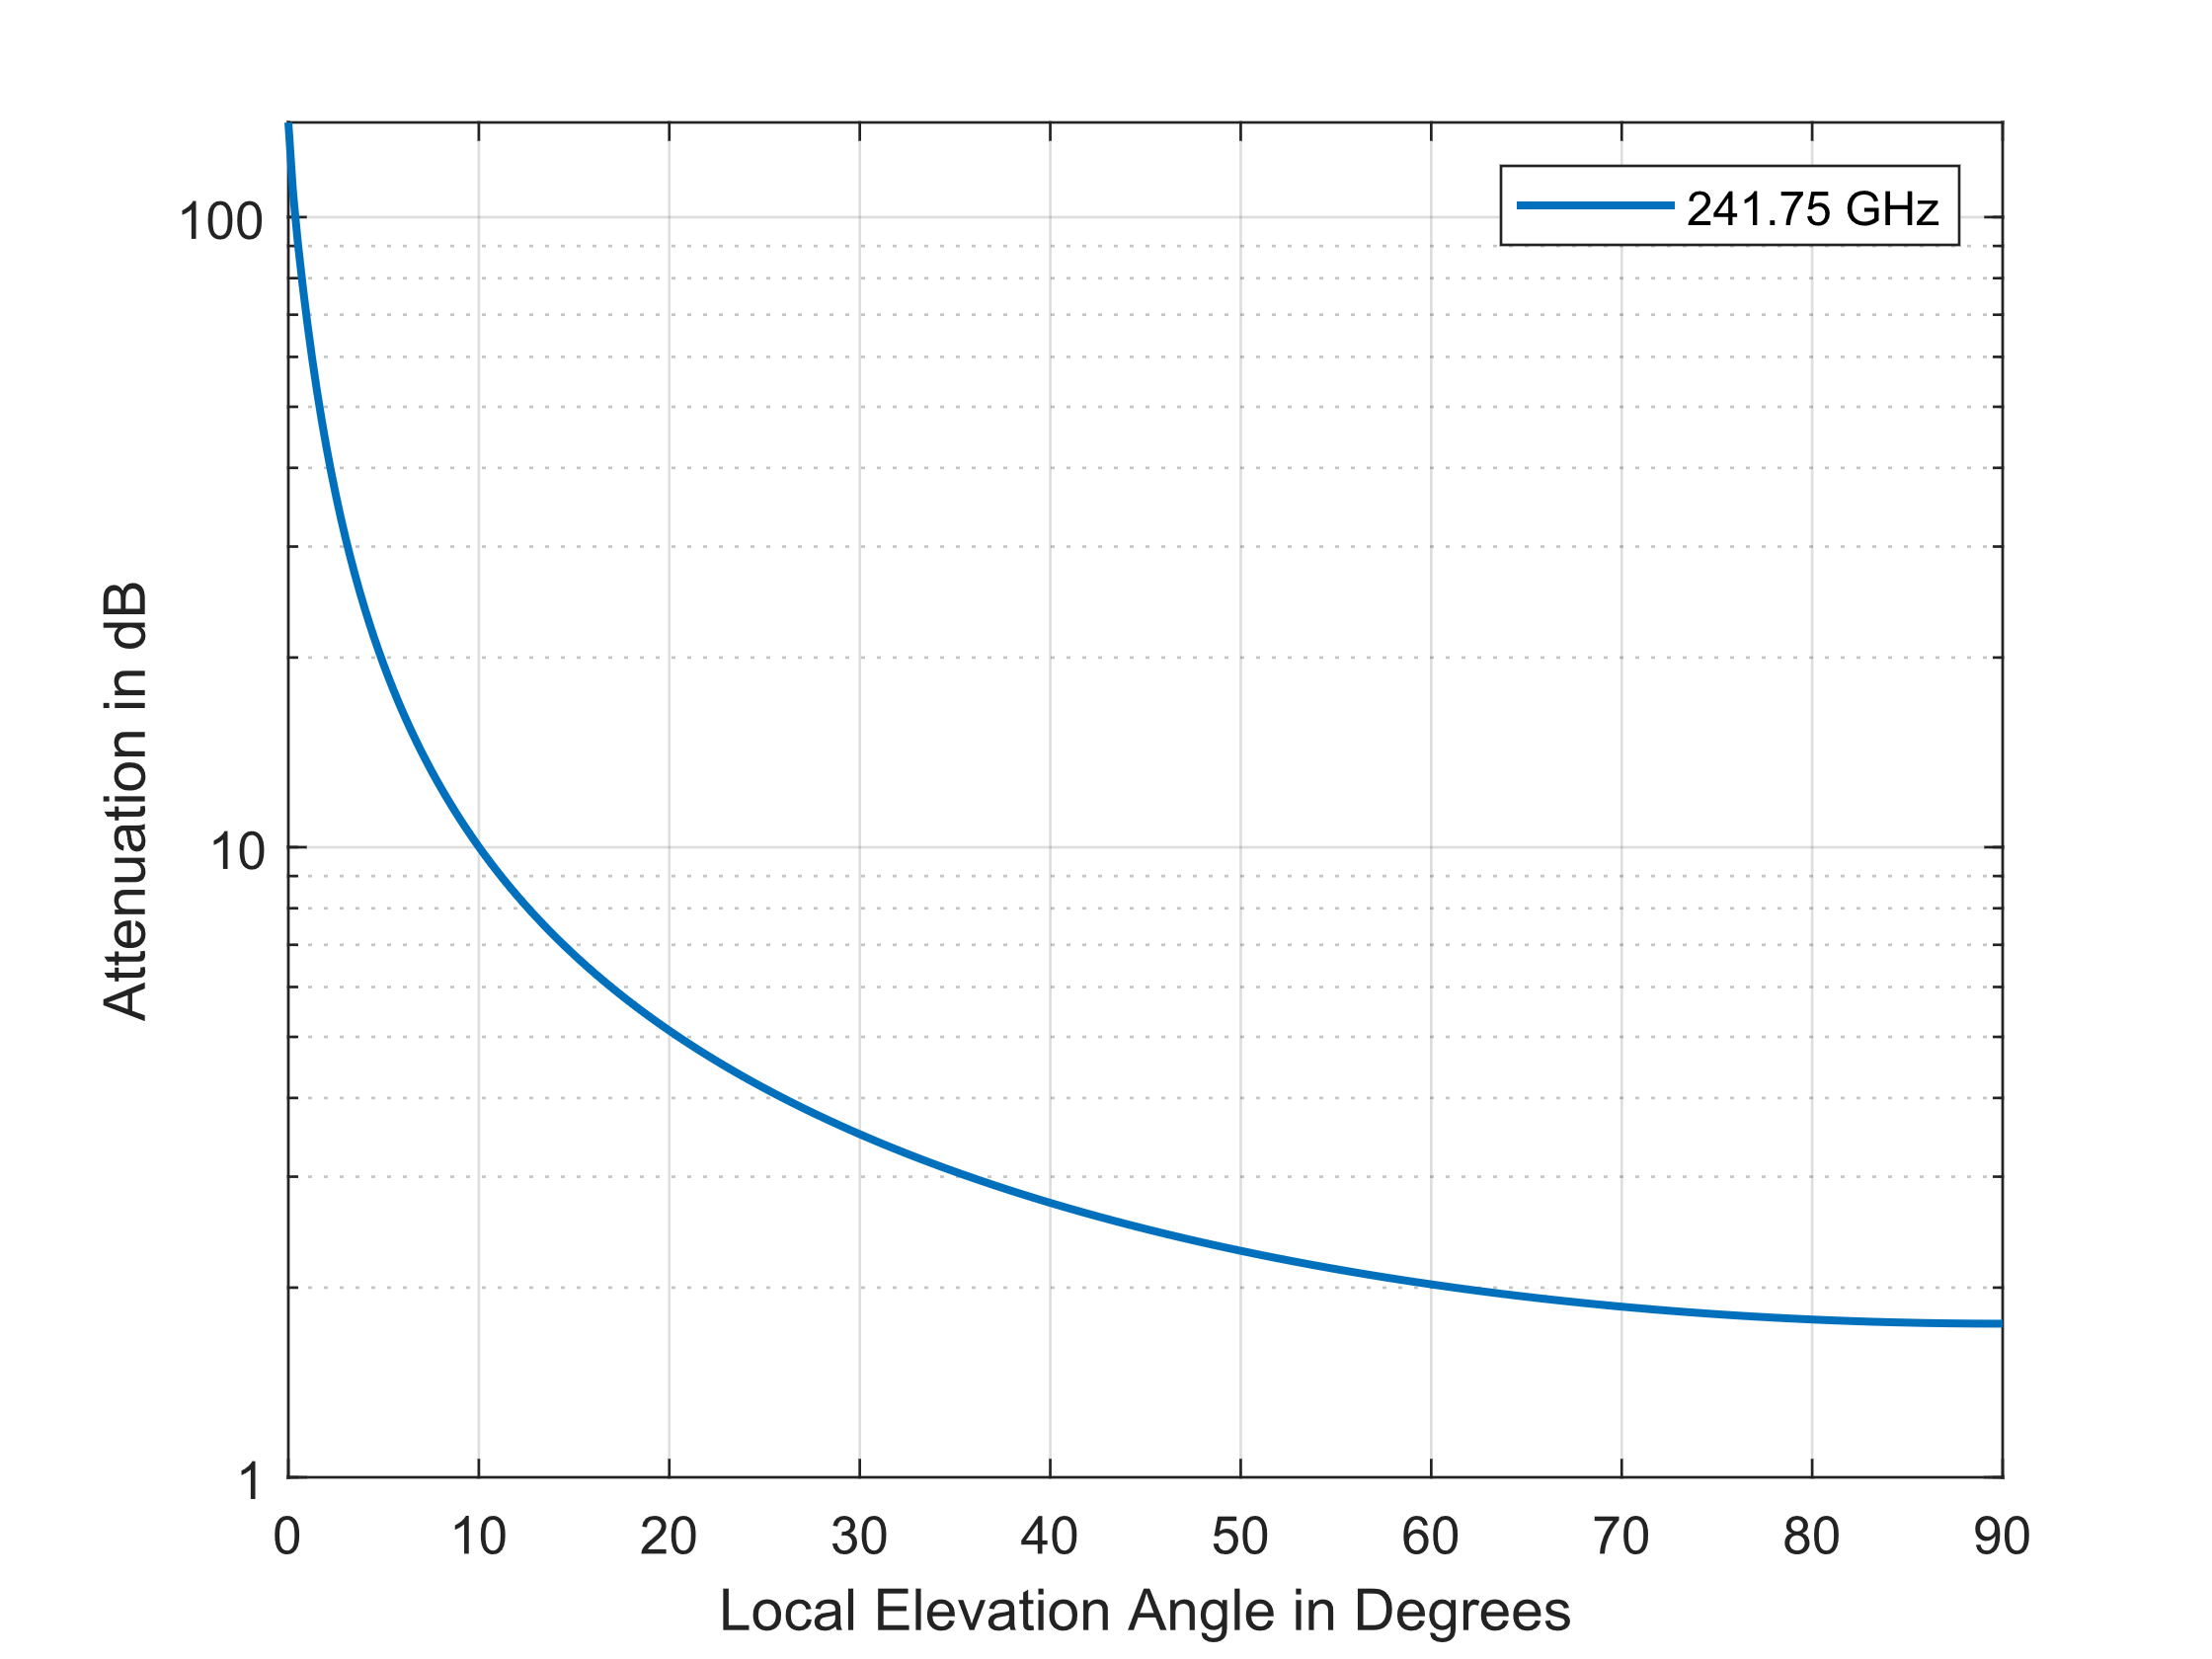 241.75 GHz
100
10
1
Attenuation in dB
0 10 20 30 40 50 60 70 80 90
Local Elevation Angle in Degrees